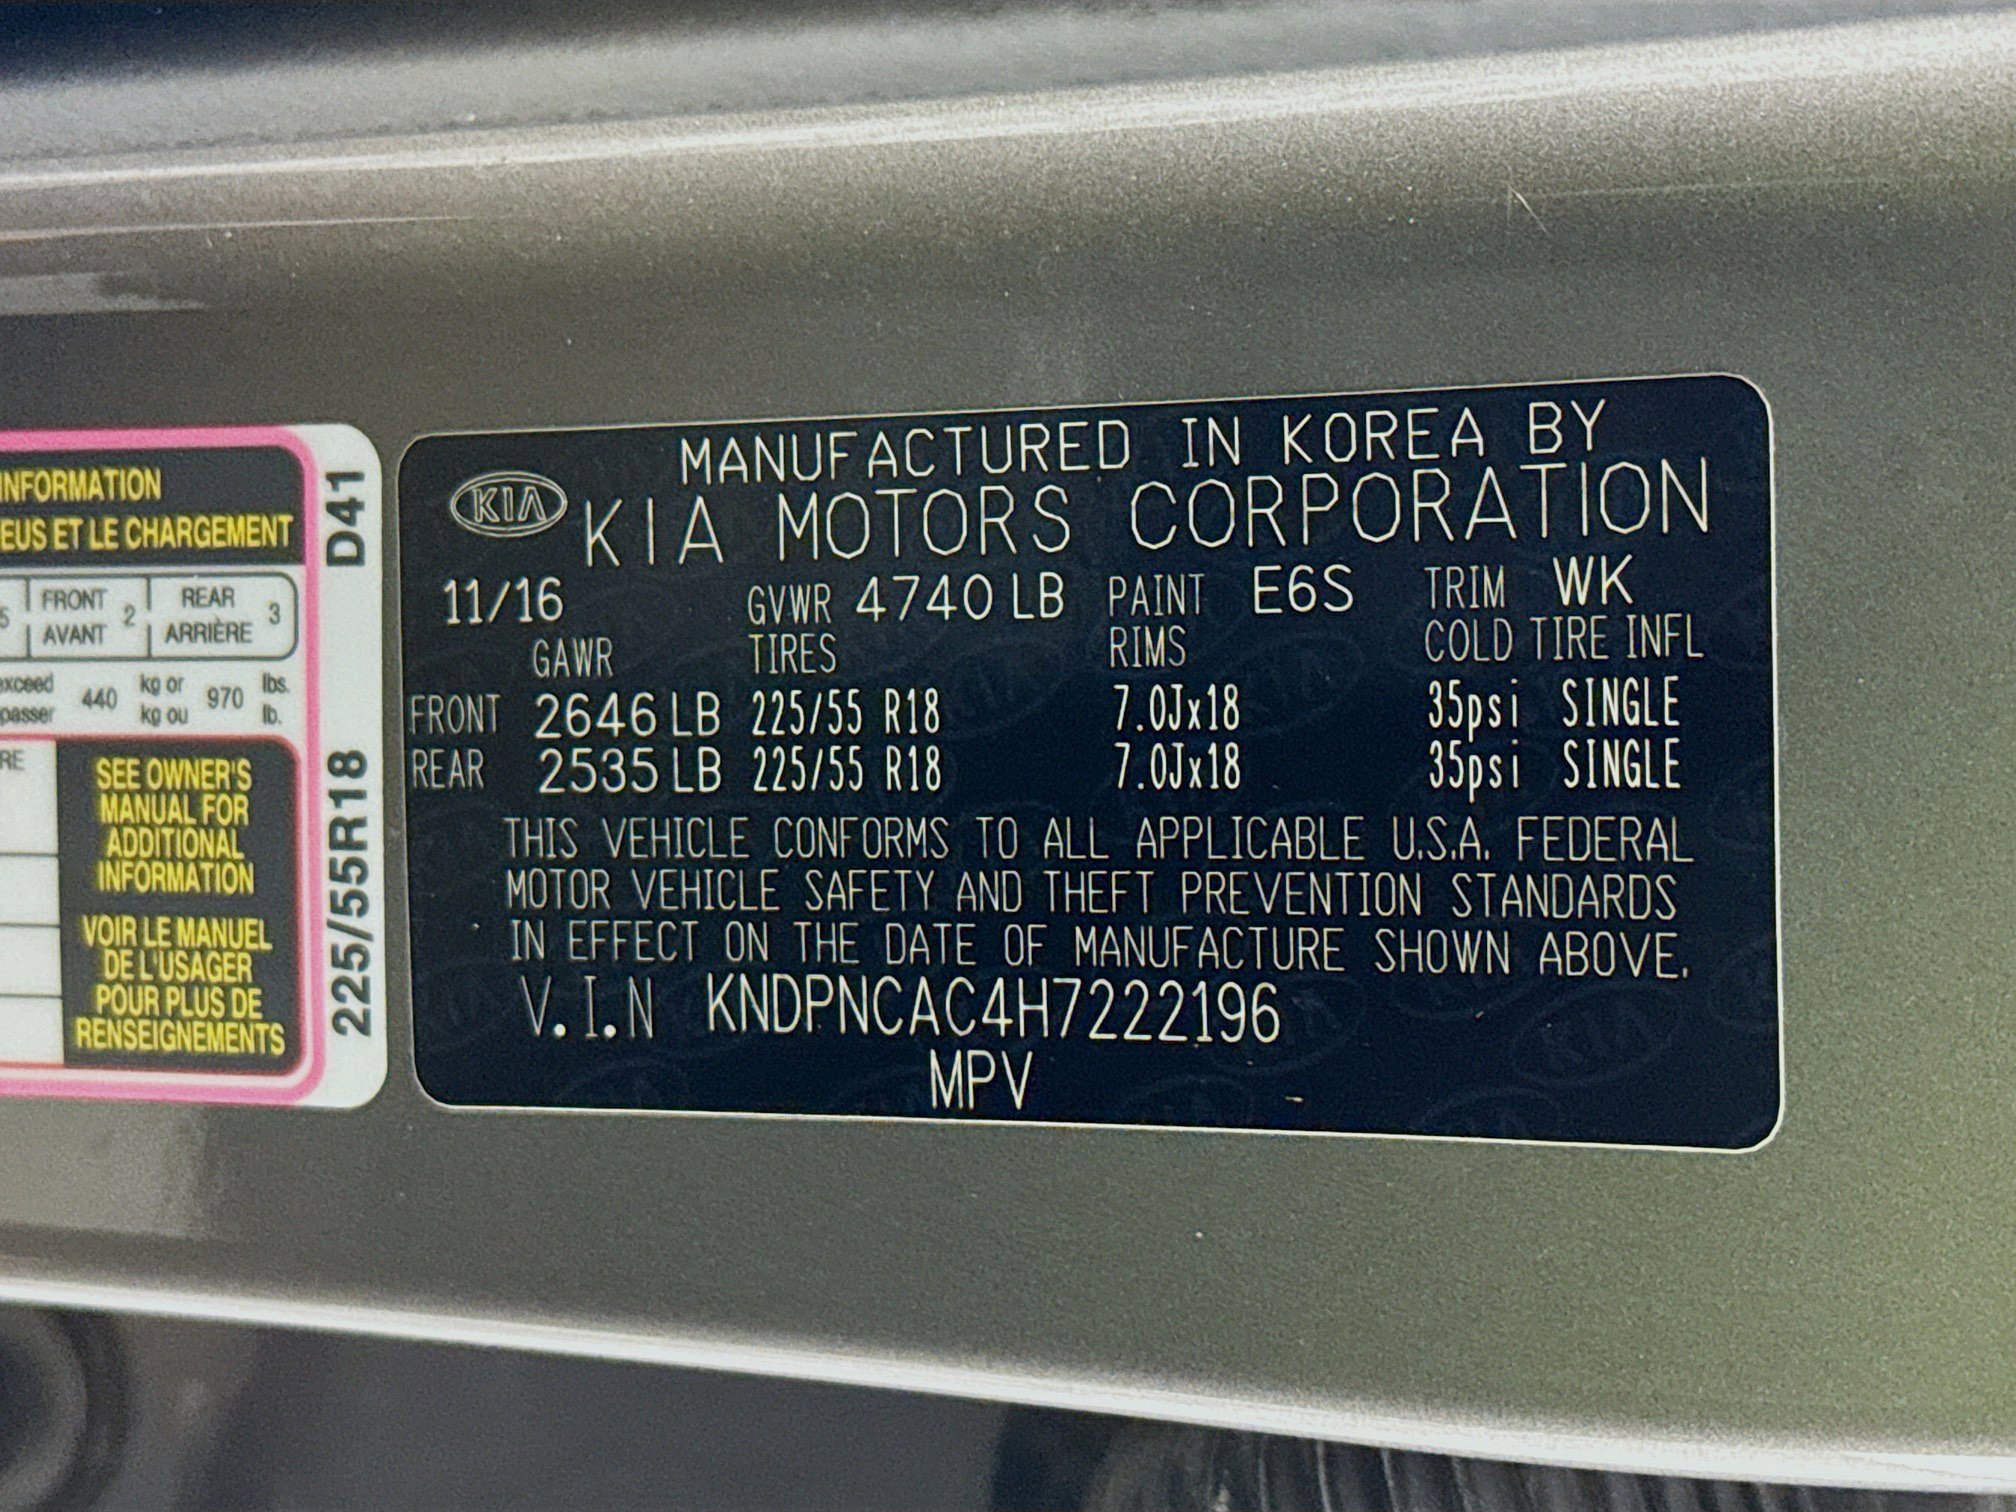 INFORMATION
EUS ET LE CHARGEMENT
5 FRONT AVANT 2 REAR ARRIÈRE 3
exceed 440 kg or 970 lbs.
passer kg ou lb.
RE
SEE OWNER'S
MANUAL FOR
ADDITIONAL
INFORMATION
VOIR LE MANUEL
DE L'USAGER
POUR PLUS DE
RENSEIGNEMENTS
225/55R18 D41
MANUFACTURED IN KOREA BY
KIA KIA MOTORS CORPORATION
11/16 GVWR 4740 LB PAINT E6S TRIM WK
GAWR TIRES RIMS COLD TIRE INFL
FRONT 2646 LB 225/55 R18 7.0Jx18 35psi SINGLE
REAR 2535 LB 225/55 R18 7.0Jx18 35psi SINGLE
THIS VEHICLE CONFORMS TO ALL APPLICABLE U.S.A. FEDERAL
MOTOR VEHICLE SAFETY AND THEFT PREVENTION STANDARDS
IN EFFECT ON THE DATE OF MANUFACTURE SHOWN ABOVE.
V.I.N KNDPNCAC4H7222196
MPV